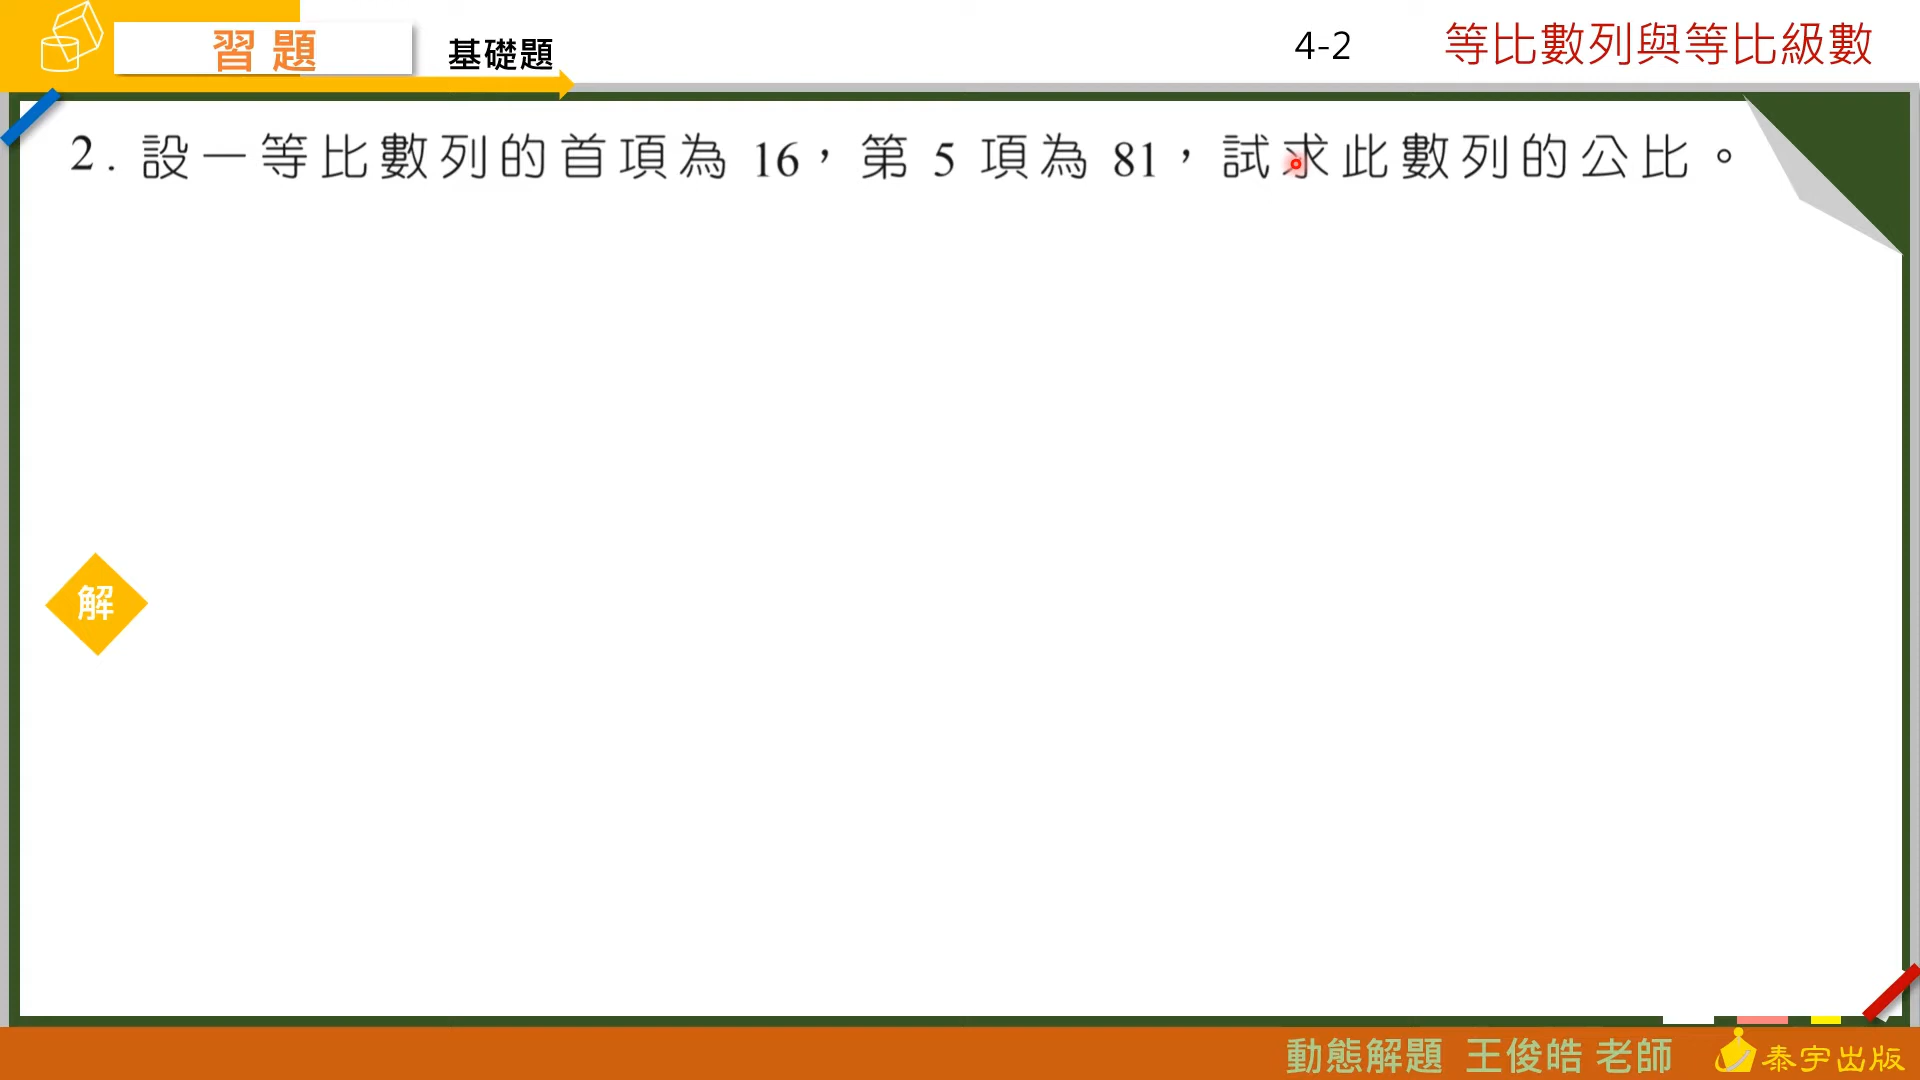 習題
基礎題
4-2 等比數列與等比級數
2. 設一等比數列的首項為 16，第 5 項為 81，試求此數列的公比。
解
動態解題 王俊皓 老師
泰宇出版